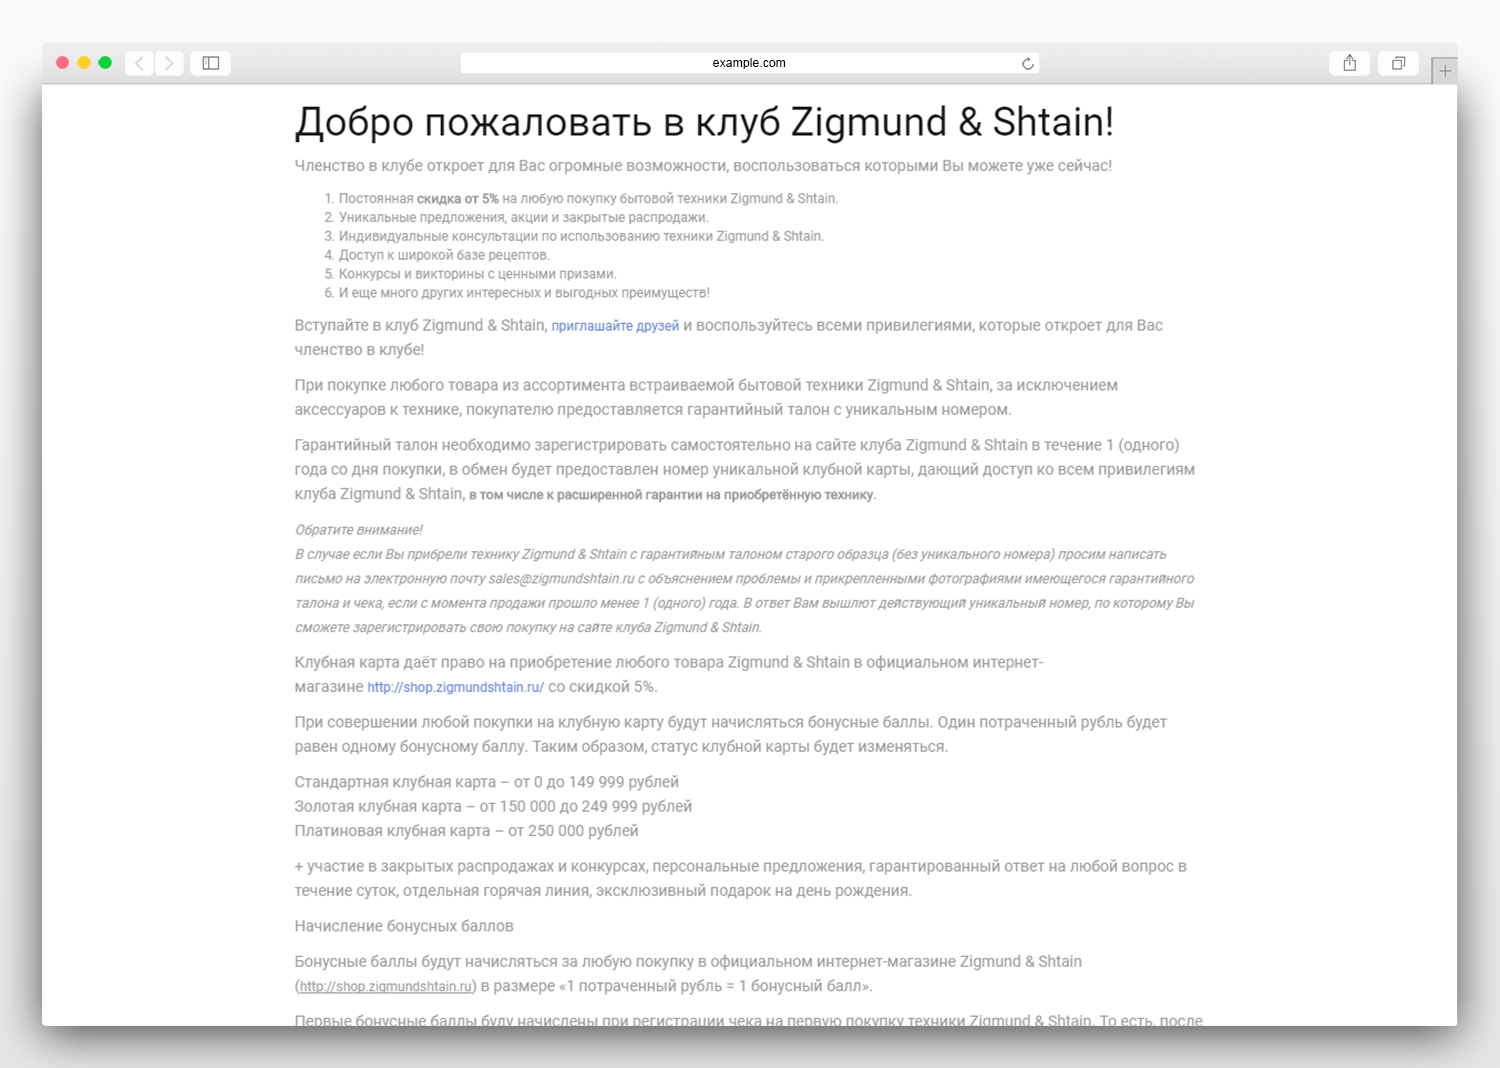 example.com
Добро пожаловать в клуб Zigmund & Shtain!
Членство в клубе откроет для Вас огромные возможности, воспользоваться которыми Вы можете уже сейчас!
1. Постоянная скидка от 5% на любую покупку бытовой техники Zigmund & Shtain.
2. Уникальные предложения, акции и закрытые распродажи.
3. Индивидуальные консультации по использованию техники Zigmund & Shtain.
4. Доступ к широкой базе рецептов.
5. Конкурсы и викторины с ценными призами.
6. И еще много других интересных и выгодных преимуществ!
Вступайте в клуб Zigmund & Shtain, приглашайте друзей и воспользуйтесь всеми привилегиями, которые откроет для Вас
членство в клубе!
При покупке любого товара из ассортимента встраиваемой бытовой техники Zigmund & Shtain, за исключением
аксессуаров к технике, покупателю предоставляется гарантийный талон с уникальным номером.
Гарантийный талон необходимо зарегистрировать самостоятельно на сайте клуба Zigmund & Shtain в течение 1 (одного)
года со дня покупки, в обмен будет предоставлен номер уникальной клубной карты, дающий доступ ко всем привилегиям
клуба Zigmund & Shtain, в том числе к расширенной гарантии на приобретённую технику.
Обратите внимание!
В случае если Вы прибрели технику Zigmund & Shtain с гарантийным талоном старого образца (без уникального номера) просим написать
письмо на электронную почту sales@zigmundshtain.ru с объяснением проблемы и прикрепленными фотографиями имеющегося гарантийного
талона и чека, если с момента продажи прошло менее 1 (одного) года. В ответ Вам вышлют действующий уникальный номер, по которому Вы
сможете зарегистрировать свою покупку на сайте клуба Zigmund & Shtain.
Клубная карта даёт право на приобретение любого товара Zigmund & Shtain в официальном интернет-
магазине http://shop.zigmundshtain.ru/ со скидкой 5%.
При совершении любой покупки на клубную карту будут начисляться бонусные баллы. Один потраченный рубль будет
равен одному бонусному баллу. Таким образом, статус клубной карты будет изменяться.
Стандартная клубная карта – от 0 до 149 999 рублей
Золотая клубная карта – от 150 000 до 249 999 рублей
Платиновая клубная карта – от 250 000 рублей
+ участие в закрытых распродажах и конкурсах, персональные предложения, гарантированный ответ на любой вопрос в
течение суток, отдельная горячая линия, эксклюзивный подарок на день рождения.
Начисление бонусных баллов
Бонусные баллы будут начисляться за любую покупку в официальном интернет-магазине Zigmund & Shtain
(http://shop.zigmundshtain.ru) в размере «1 потраченный рубль = 1 бонусный балл».
Первые бонусные баллы буду начислены при регистрации чека на первую покупку техники Zigmund & Shtain. То есть, после